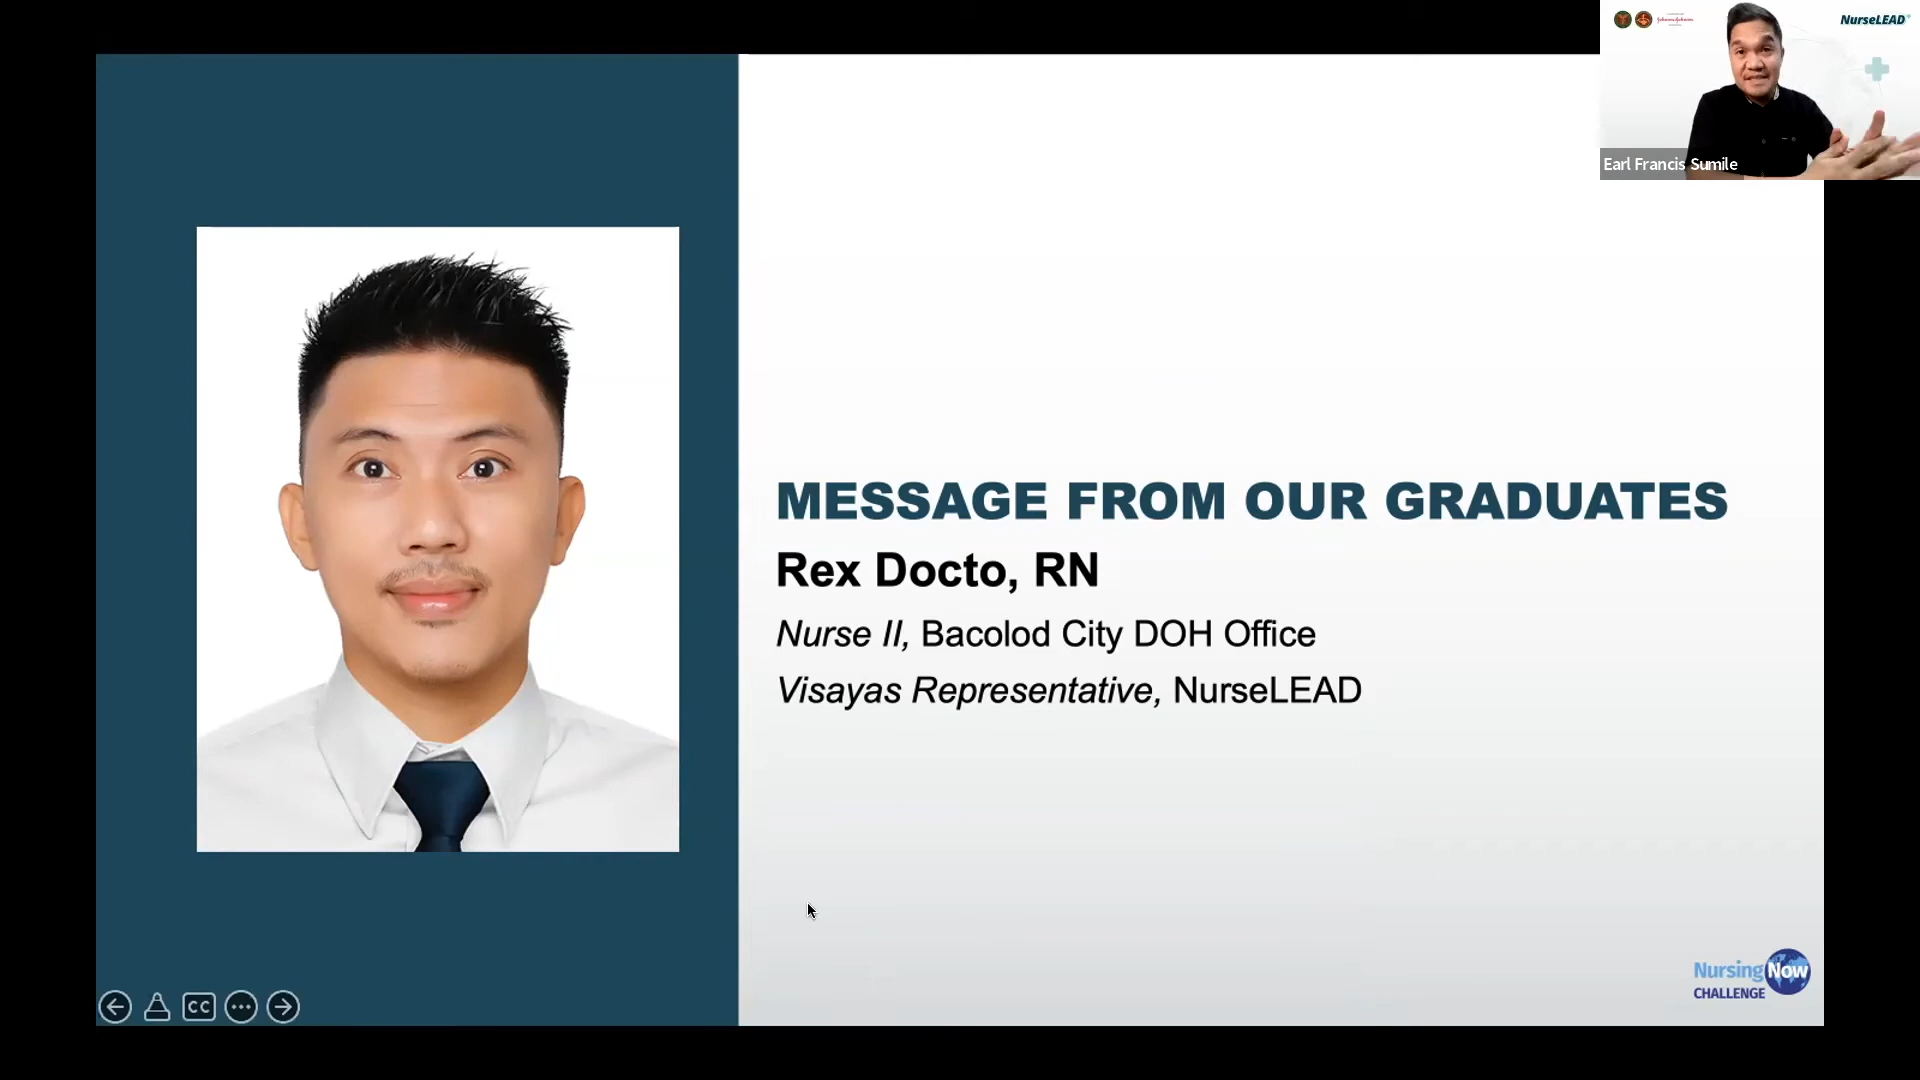 NurseLEAD
Earl Francis Sumile
MESSAGE FROM OUR GRADUATES
Rex Docto, RN
Nurse II, Bacolod City DOH Office
Visayas Representative, NurseLEAD
CC
Nursing Now
CHALLENGE